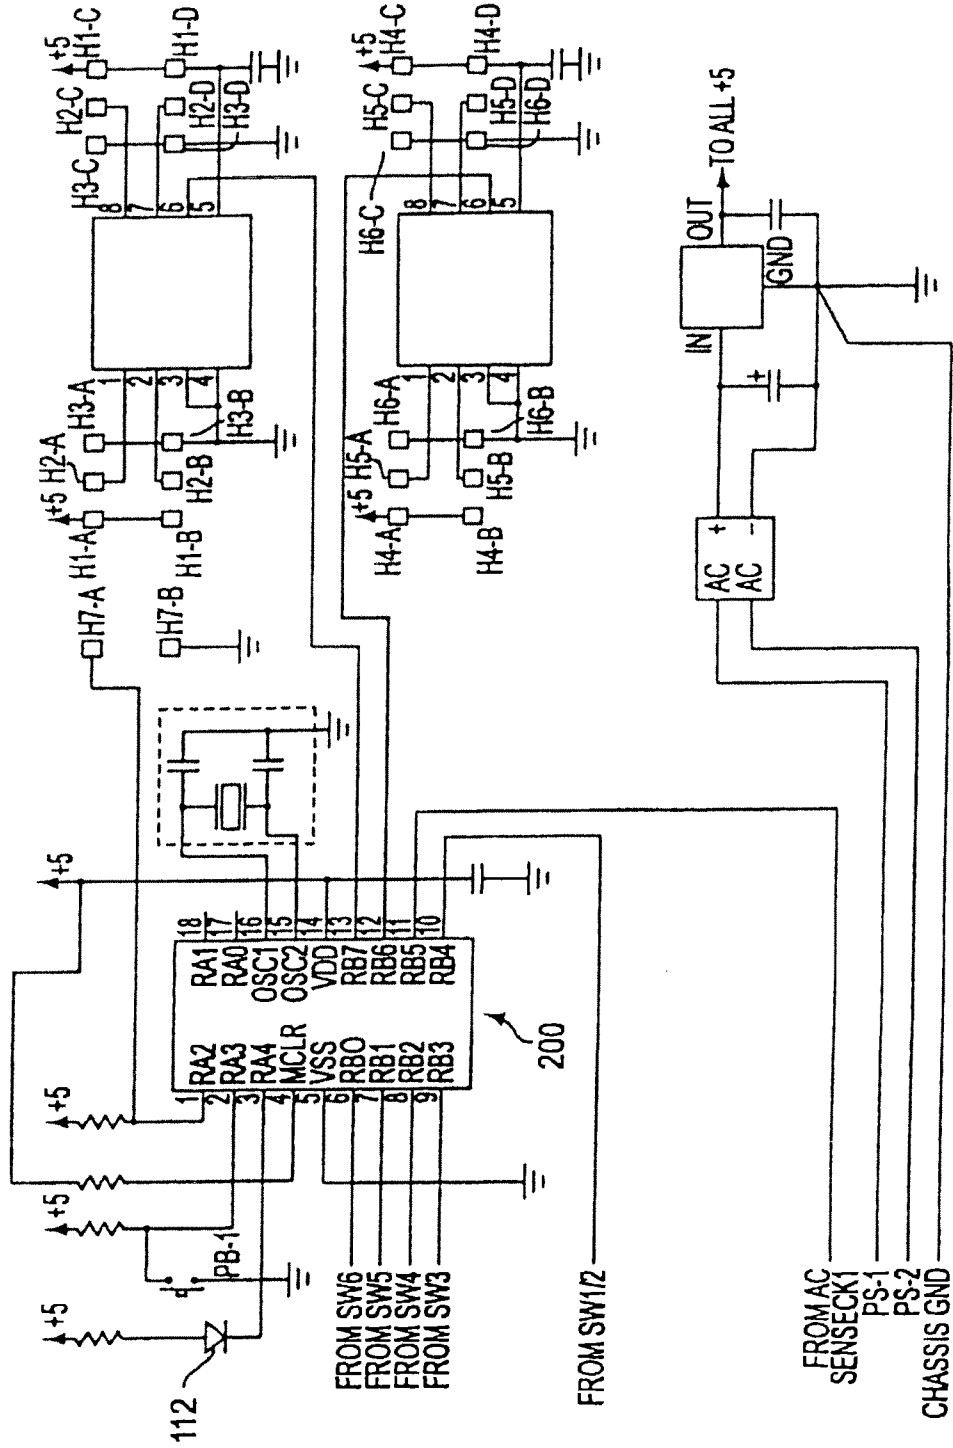 +5
H1-C
H1-D
H2-C
H2-D
H3-C
H3-D
8
7
6
5
1
2
3
4
H3-A
H3-B
H2-A
H2-B
+5
H1-A
H1-B
H7-A
H7-B
+5
H4-C
H4-D
H5-C
H5-D
H6-C
H6-D
8
7
6
5
1
2
3
4
H6-A
H6-B
H5-A
H5-B
+5
H4-A
H4-B
TO ALL +5
OUT
GND
IN
+
+
-
AC
AC
+5
18
17
16
15
14
13
12
11
10
RA1
RA0
OSC1
OSC2
VDD
RB7
RB6
RB5
RB4
RA2
RA3
RA4
MCLR
VSS
RBO
RB1
RB2
RB3
1
2
3
4
5
6
7
8
9
200
+5
+5
+5
PB-1
112
FROM SW6
FROM SW5
FROM SW4
FROM SW3
FROM SW1/2
FROM AC
SENSECK1
PS-1
PS-2
CHASSIS GND